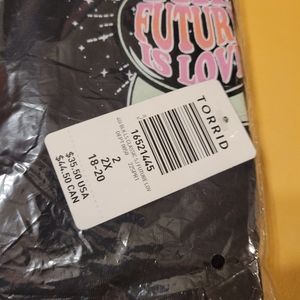 FUTURE
IS LOVE
TORRID
16521445
2
2X
18-20
$35.50 USA
$44.50 CAN